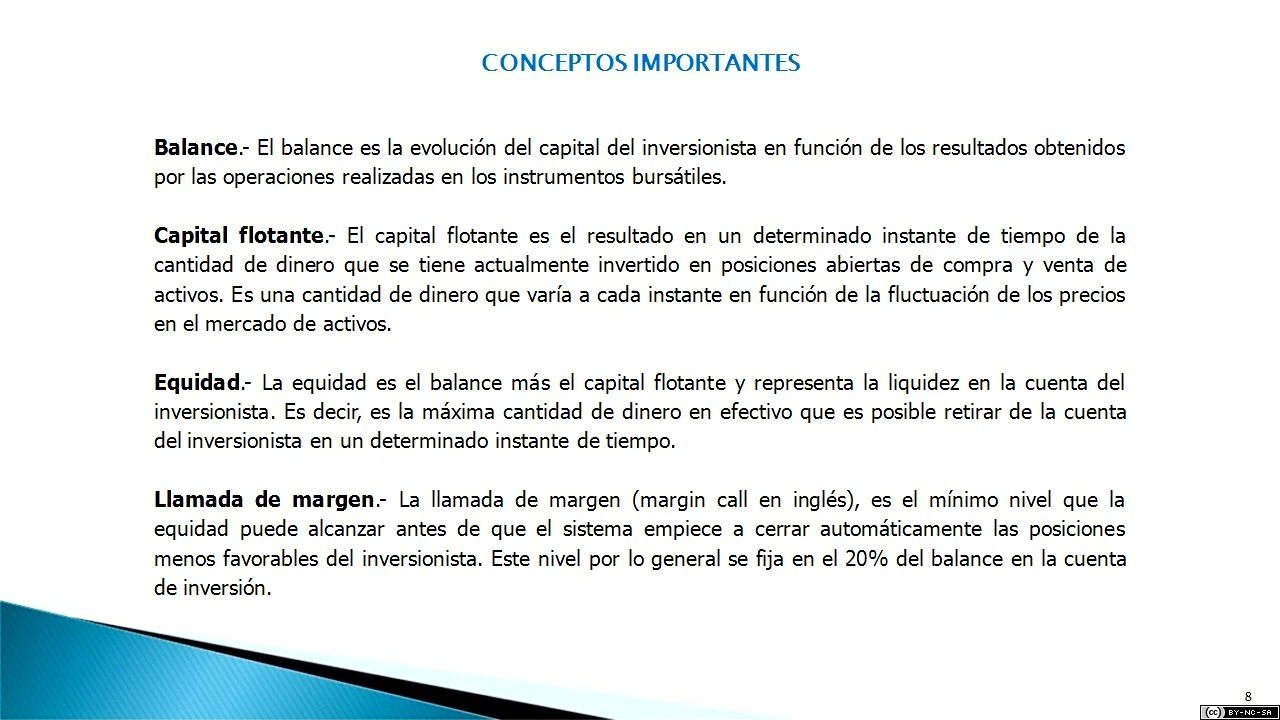 CONCEPTOS IMPORTANTES
Balance.- El balance es la evolución del capital del inversionista en función de los resultados obtenidos
por las operaciones realizadas en los instrumentos bursátiles.
Capital flotante.- El capital flotante es el resultado en un determinado instante de tiempo de la
cantidad de dinero que se tiene actualmente invertido en posiciones abiertas de compra y venta de
activos. Es una cantidad de dinero que varía a cada instante en función de la fluctuación de los precios
en el mercado de activos.
Equidad.- La equidad es el balance más el capital flotante y representa la liquidez en la cuenta del
inversionista. Es decir, es la máxima cantidad de dinero en efectivo que es posible retirar de la cuenta
del inversionista en un determinado instante de tiempo.
Llamada de margen.- La llamada de margen (margin call en inglés), es el mínimo nivel que la
equidad puede alcanzar antes de que el sistema empiece a cerrar automáticamente las posiciones
menos favorables del inversionista. Este nivel por lo general se fija en el 20% del balance en la cuenta
de inversión.
8
(cc) BY-NC-SA